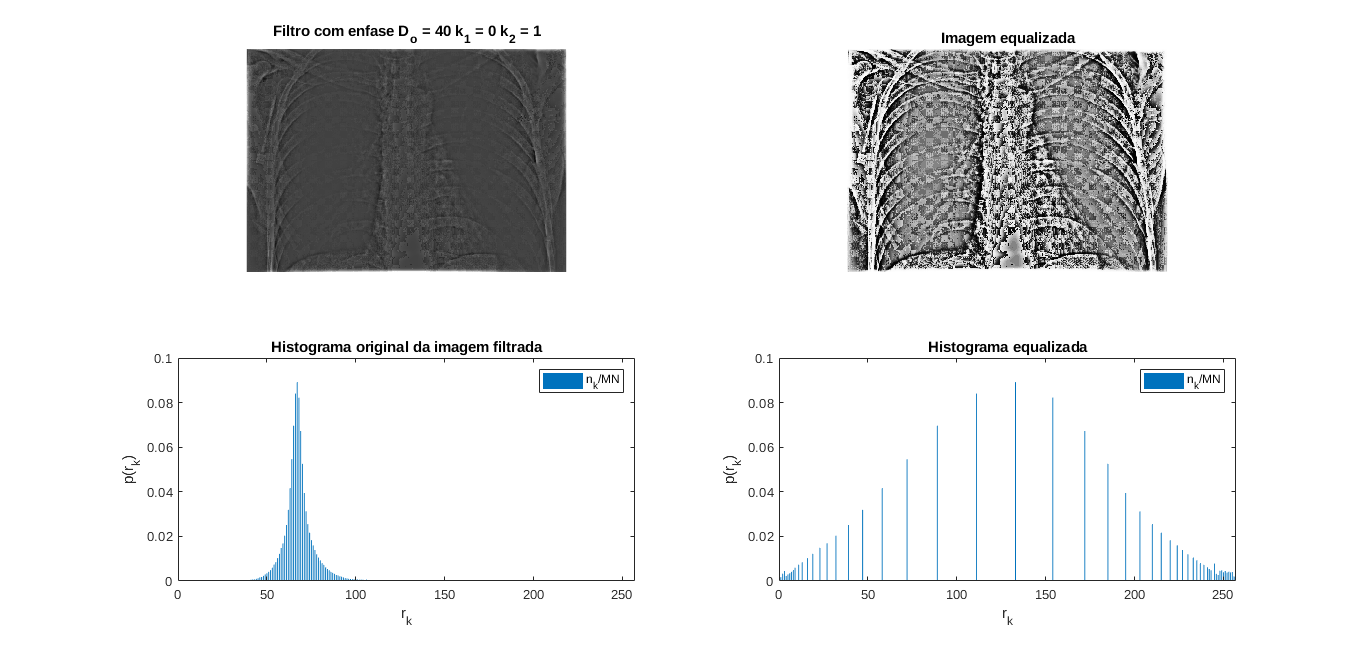 Filtro com enfase Do = 40 k1 = 0 k2 = 1
Imagem equalizada
Histograma original da imagem filtrada
0.1
0.08
0.06
0.04
0.02
0
p(rk)
nk/MN
0 50 100 150 200 250
rk
Histograma equalizada
0.1
0.08
0.06
0.04
0.02
0
p(rk)
nk/MN
0 50 100 150 200 250
rk